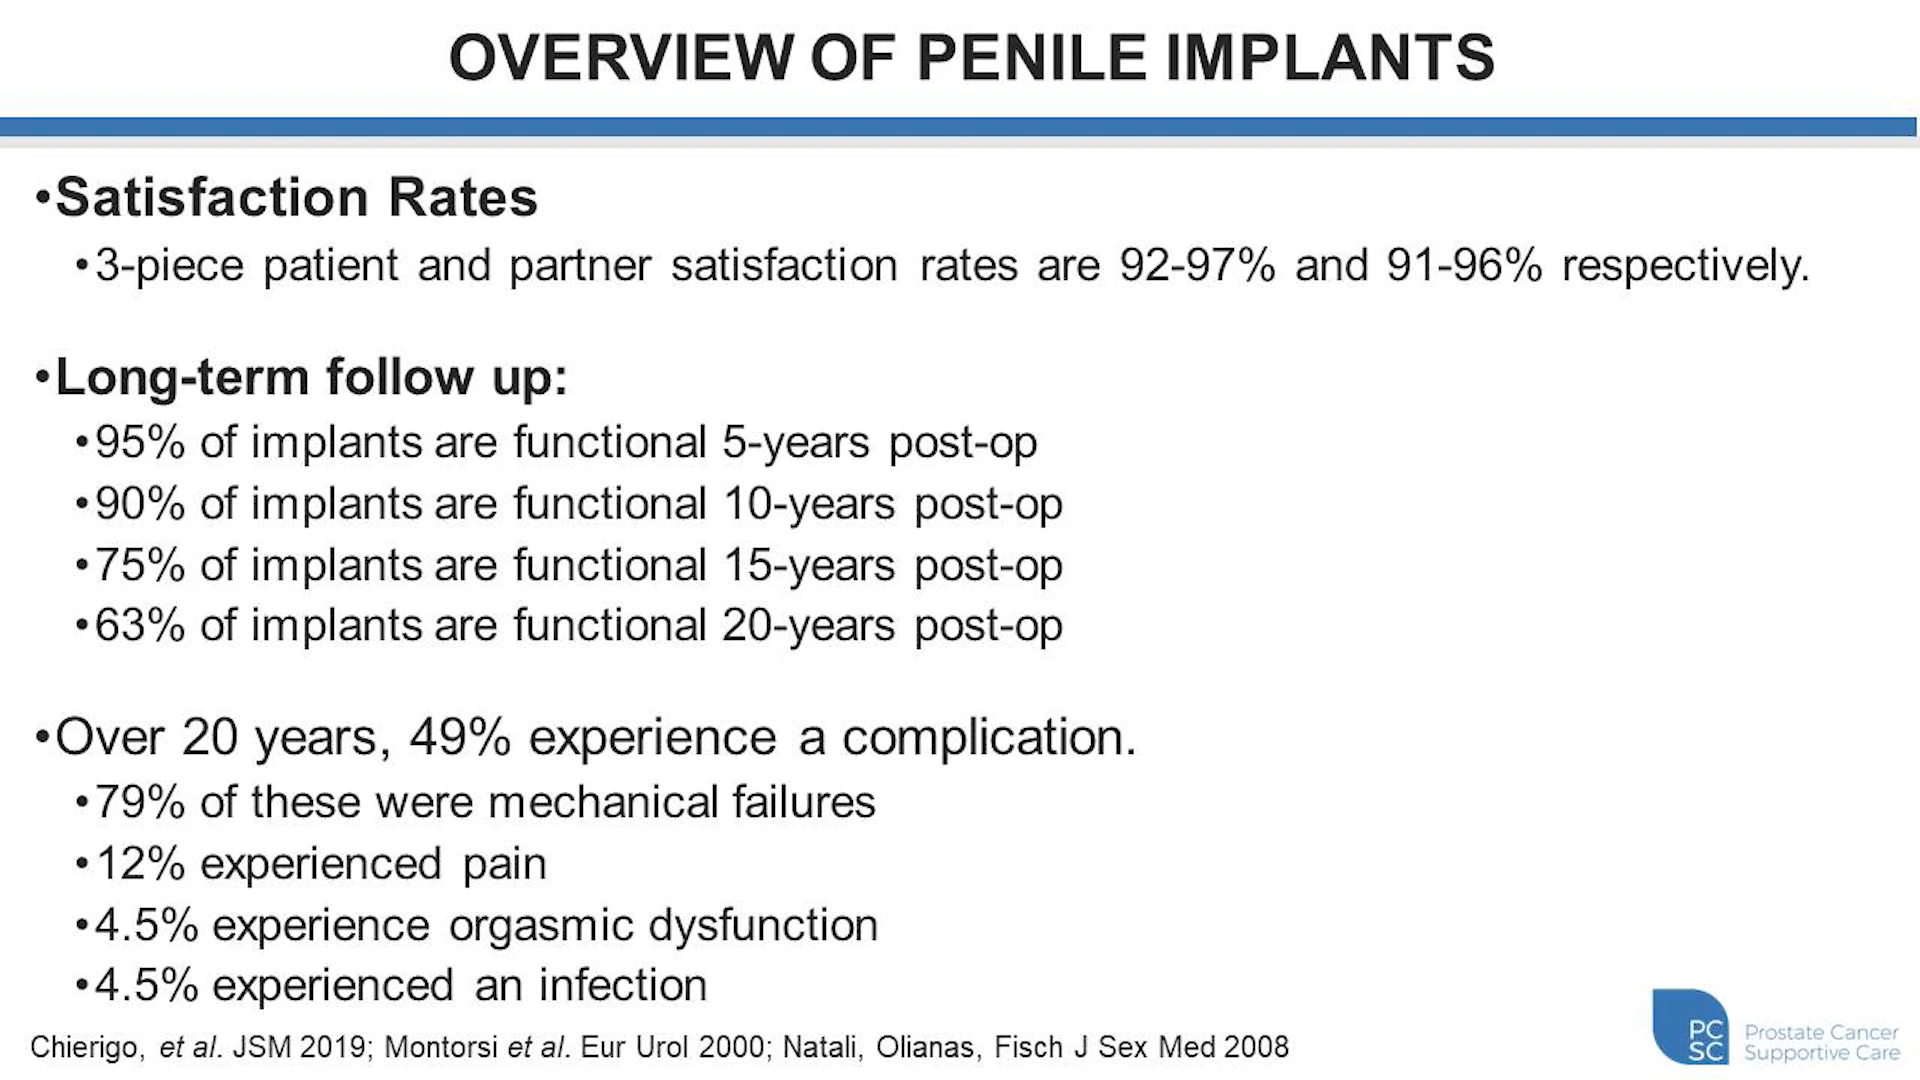 OVERVIEW OF PENILE IMPLANTS
•Satisfaction Rates
•3-piece patient and partner satisfaction rates are 92-97% and 91-96% respectively.
•Long-term follow up:
•95% of implants are functional 5-years post-op
•90% of implants are functional 10-years post-op
•75% of implants are functional 15-years post-op
•63% of implants are functional 20-years post-op
•Over 20 years, 49% experience a complication.
•79% of these were mechanical failures
•12% experienced pain
•4.5% experience orgasmic dysfunction
•4.5% experienced an infection
Chierigo, et al. JSM 2019; Montorsi et al. Eur Urol 2000; Natali, Olianas, Fisch J Sex Med 2008
PC
SC
Prostate Cancer
Supportive Care